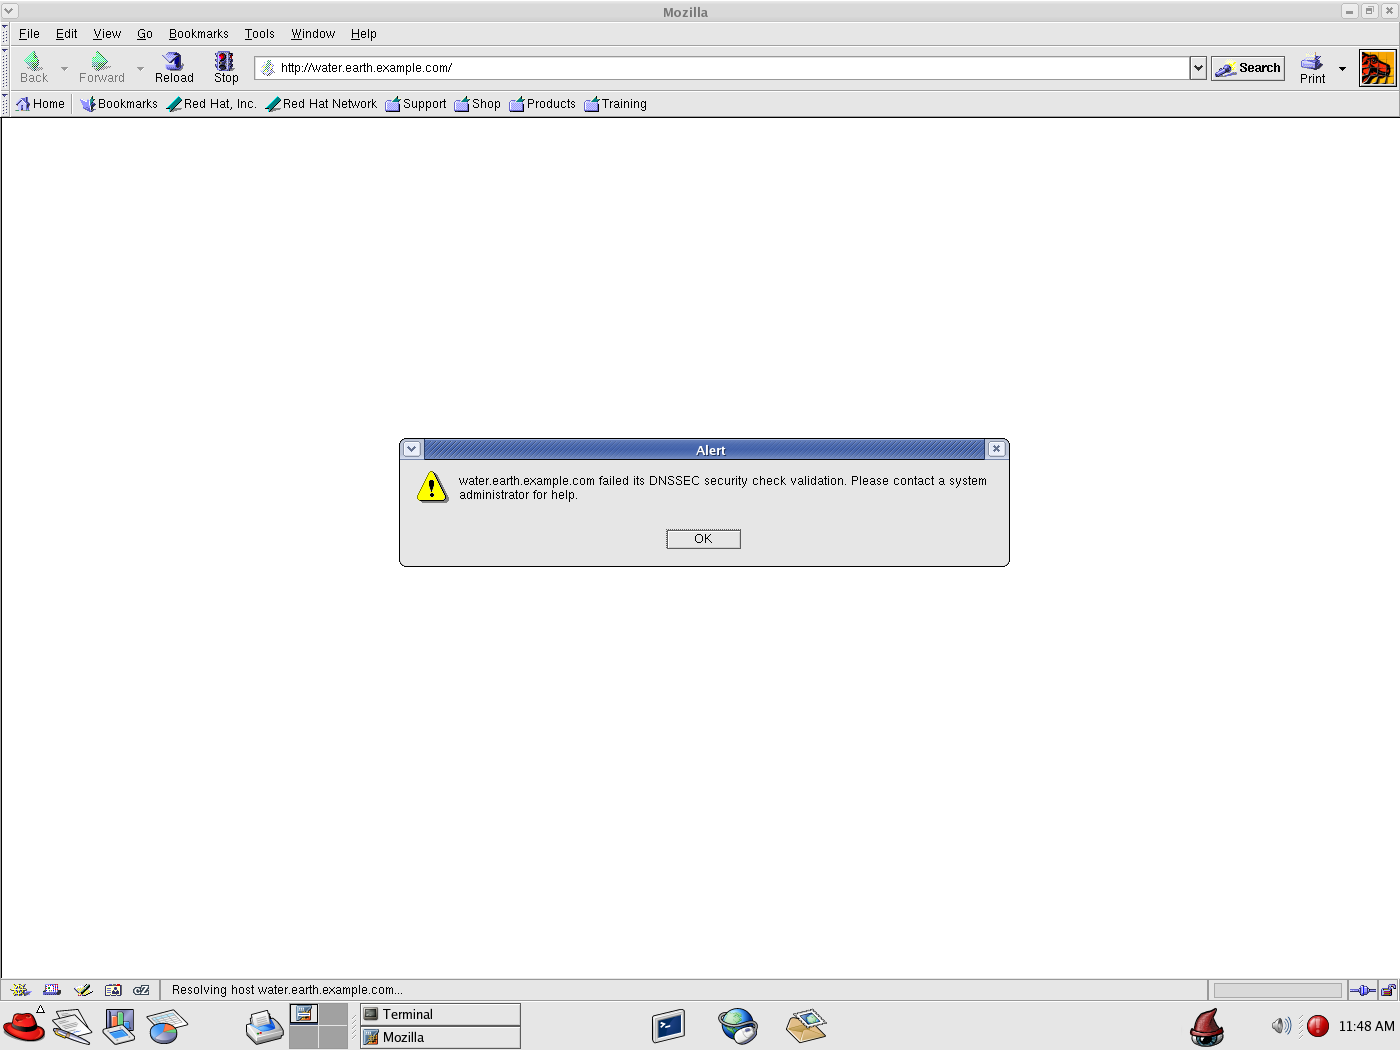 Mozilla
File Edit View Go Bookmarks Tools Window Help
Back Forward Reload Stop http://water.earth.example.com/ Search Print
Home Bookmarks Red Hat, Inc. Red Hat Network Support Shop Products Training
Alert
water.earth.example.com failed its DNSSEC security check validation. Please contact a system
administrator for help.
OK
Resolving host water.earth.example.com...
Terminal
Mozilla
11:48 AM